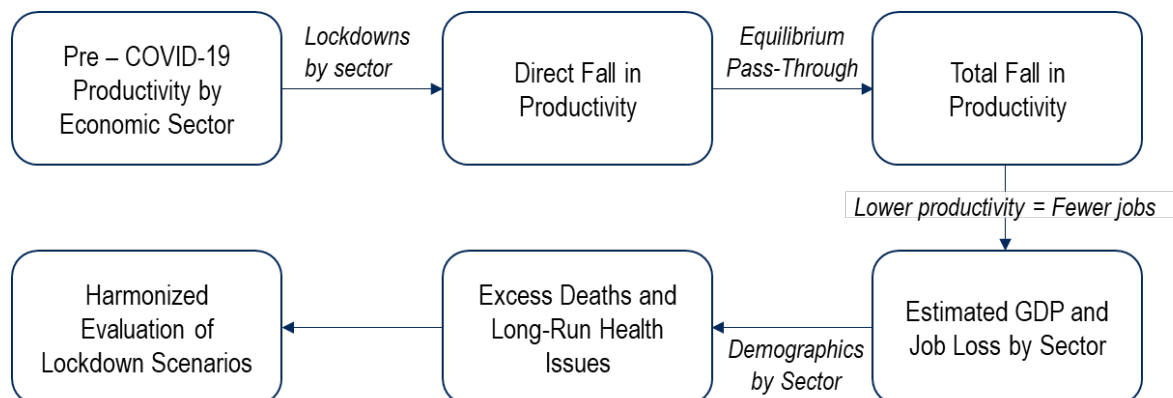 Pre – COVID-19
Productivity by
Economic Sector
Lockdowns
by sector
Direct Fall in
Productivity
Equilibrium
Pass-Through
Total Fall in
Productivity
Lower productivity = Fewer jobs
Estimated GDP and
Job Loss by Sector
Demographics
by Sector
Excess Deaths and
Long-Run Health
Issues
Harmonized
Evaluation of
Lockdown Scenarios